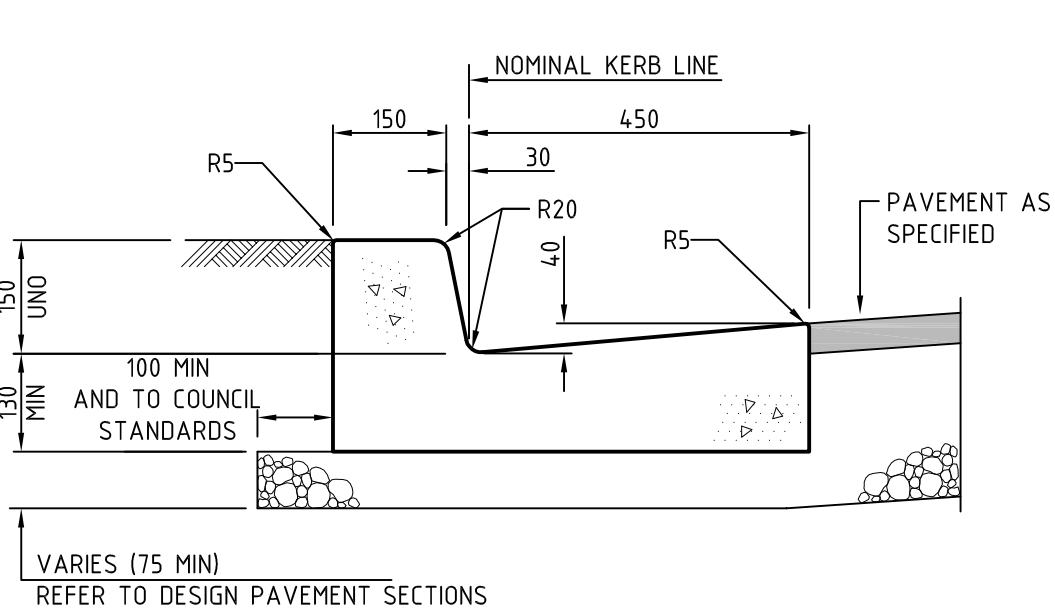 NOMINAL KERB LINE
150
450
30
R5
R20
PAVEMENT AS
SPECIFIED
R5
40
150
UNO
100 MIN
AND TO COUNCIL
STANDARDS
130
MIN
VARIES (75 MIN)
REFER TO DESIGN PAVEMENT SECTIONS